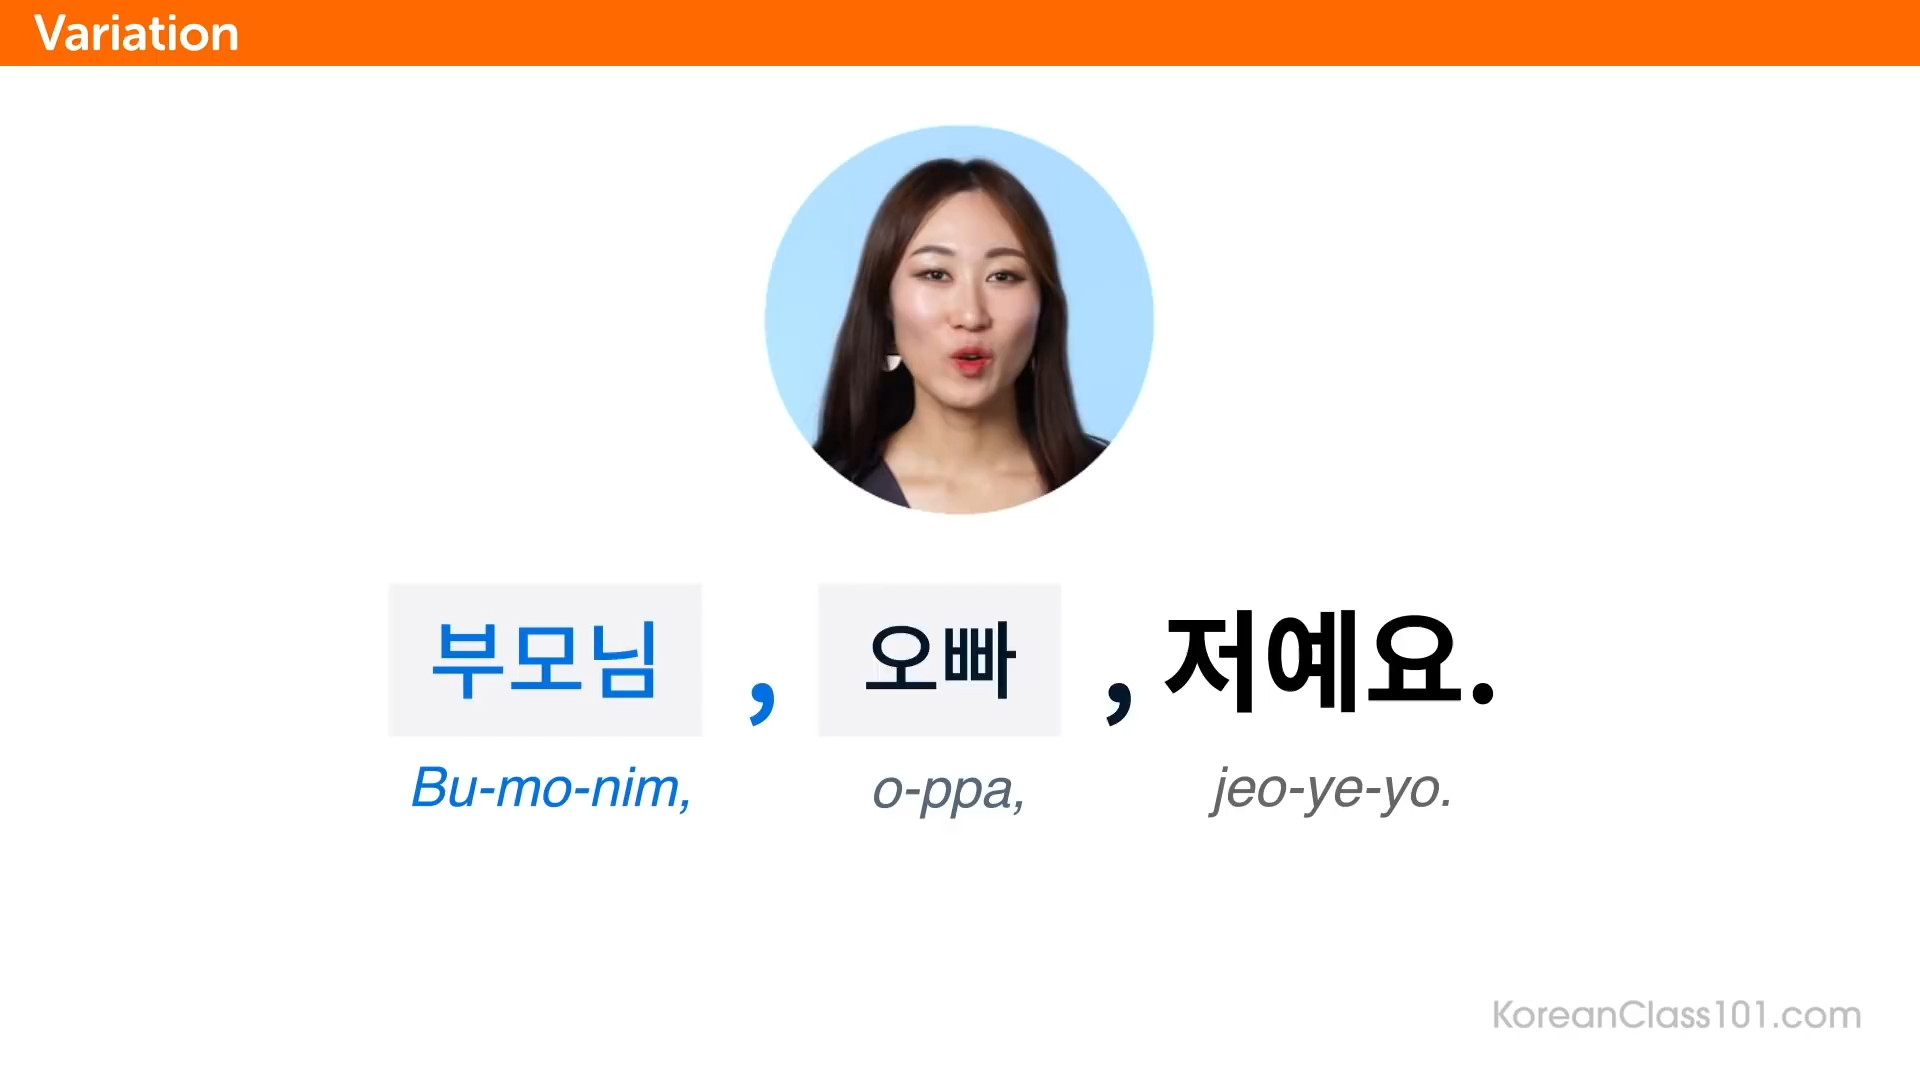 Variation
부모님 , 오빠 , 저예요.
Bu-mo-nim, o-ppa, jeo-ye-yo.
KoreanClass101.com